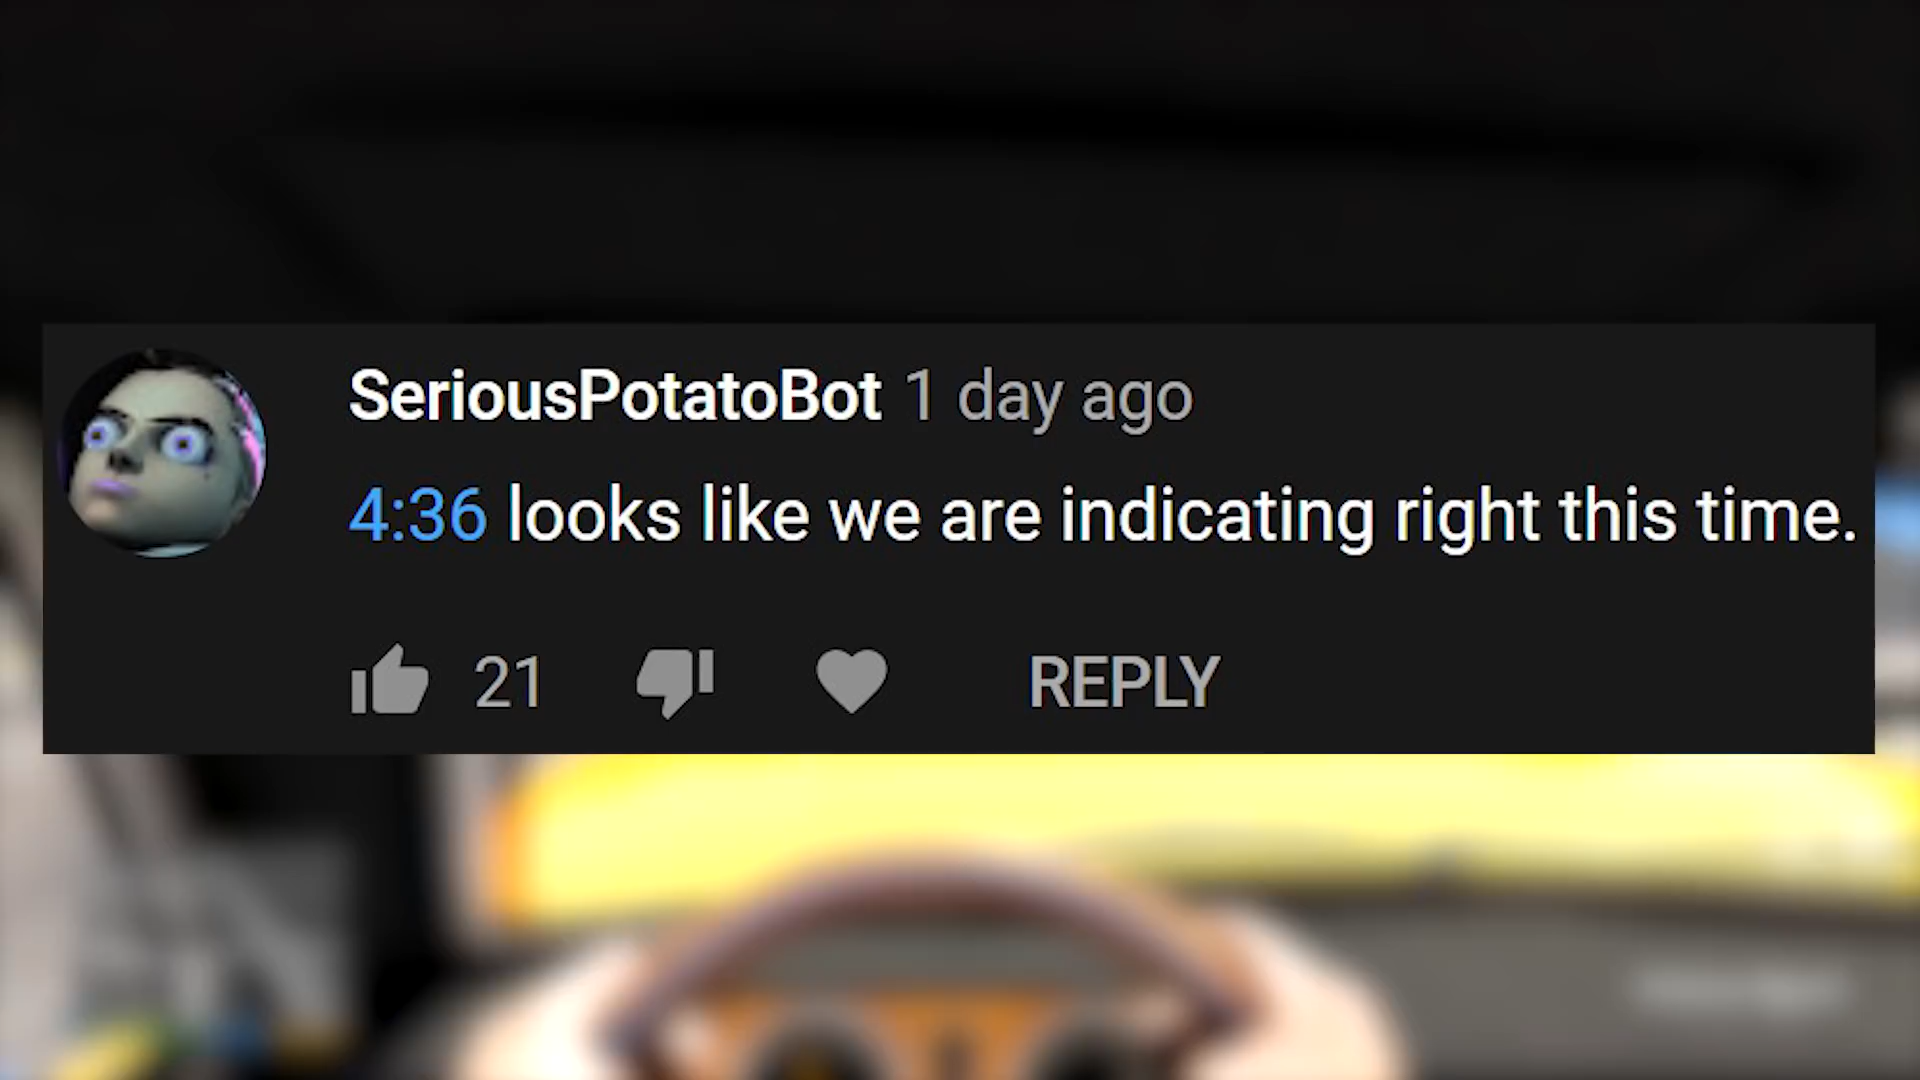 SeriousPotatoBot 1 day ago
4:36 looks like we are indicating right this time.
21 REPLY